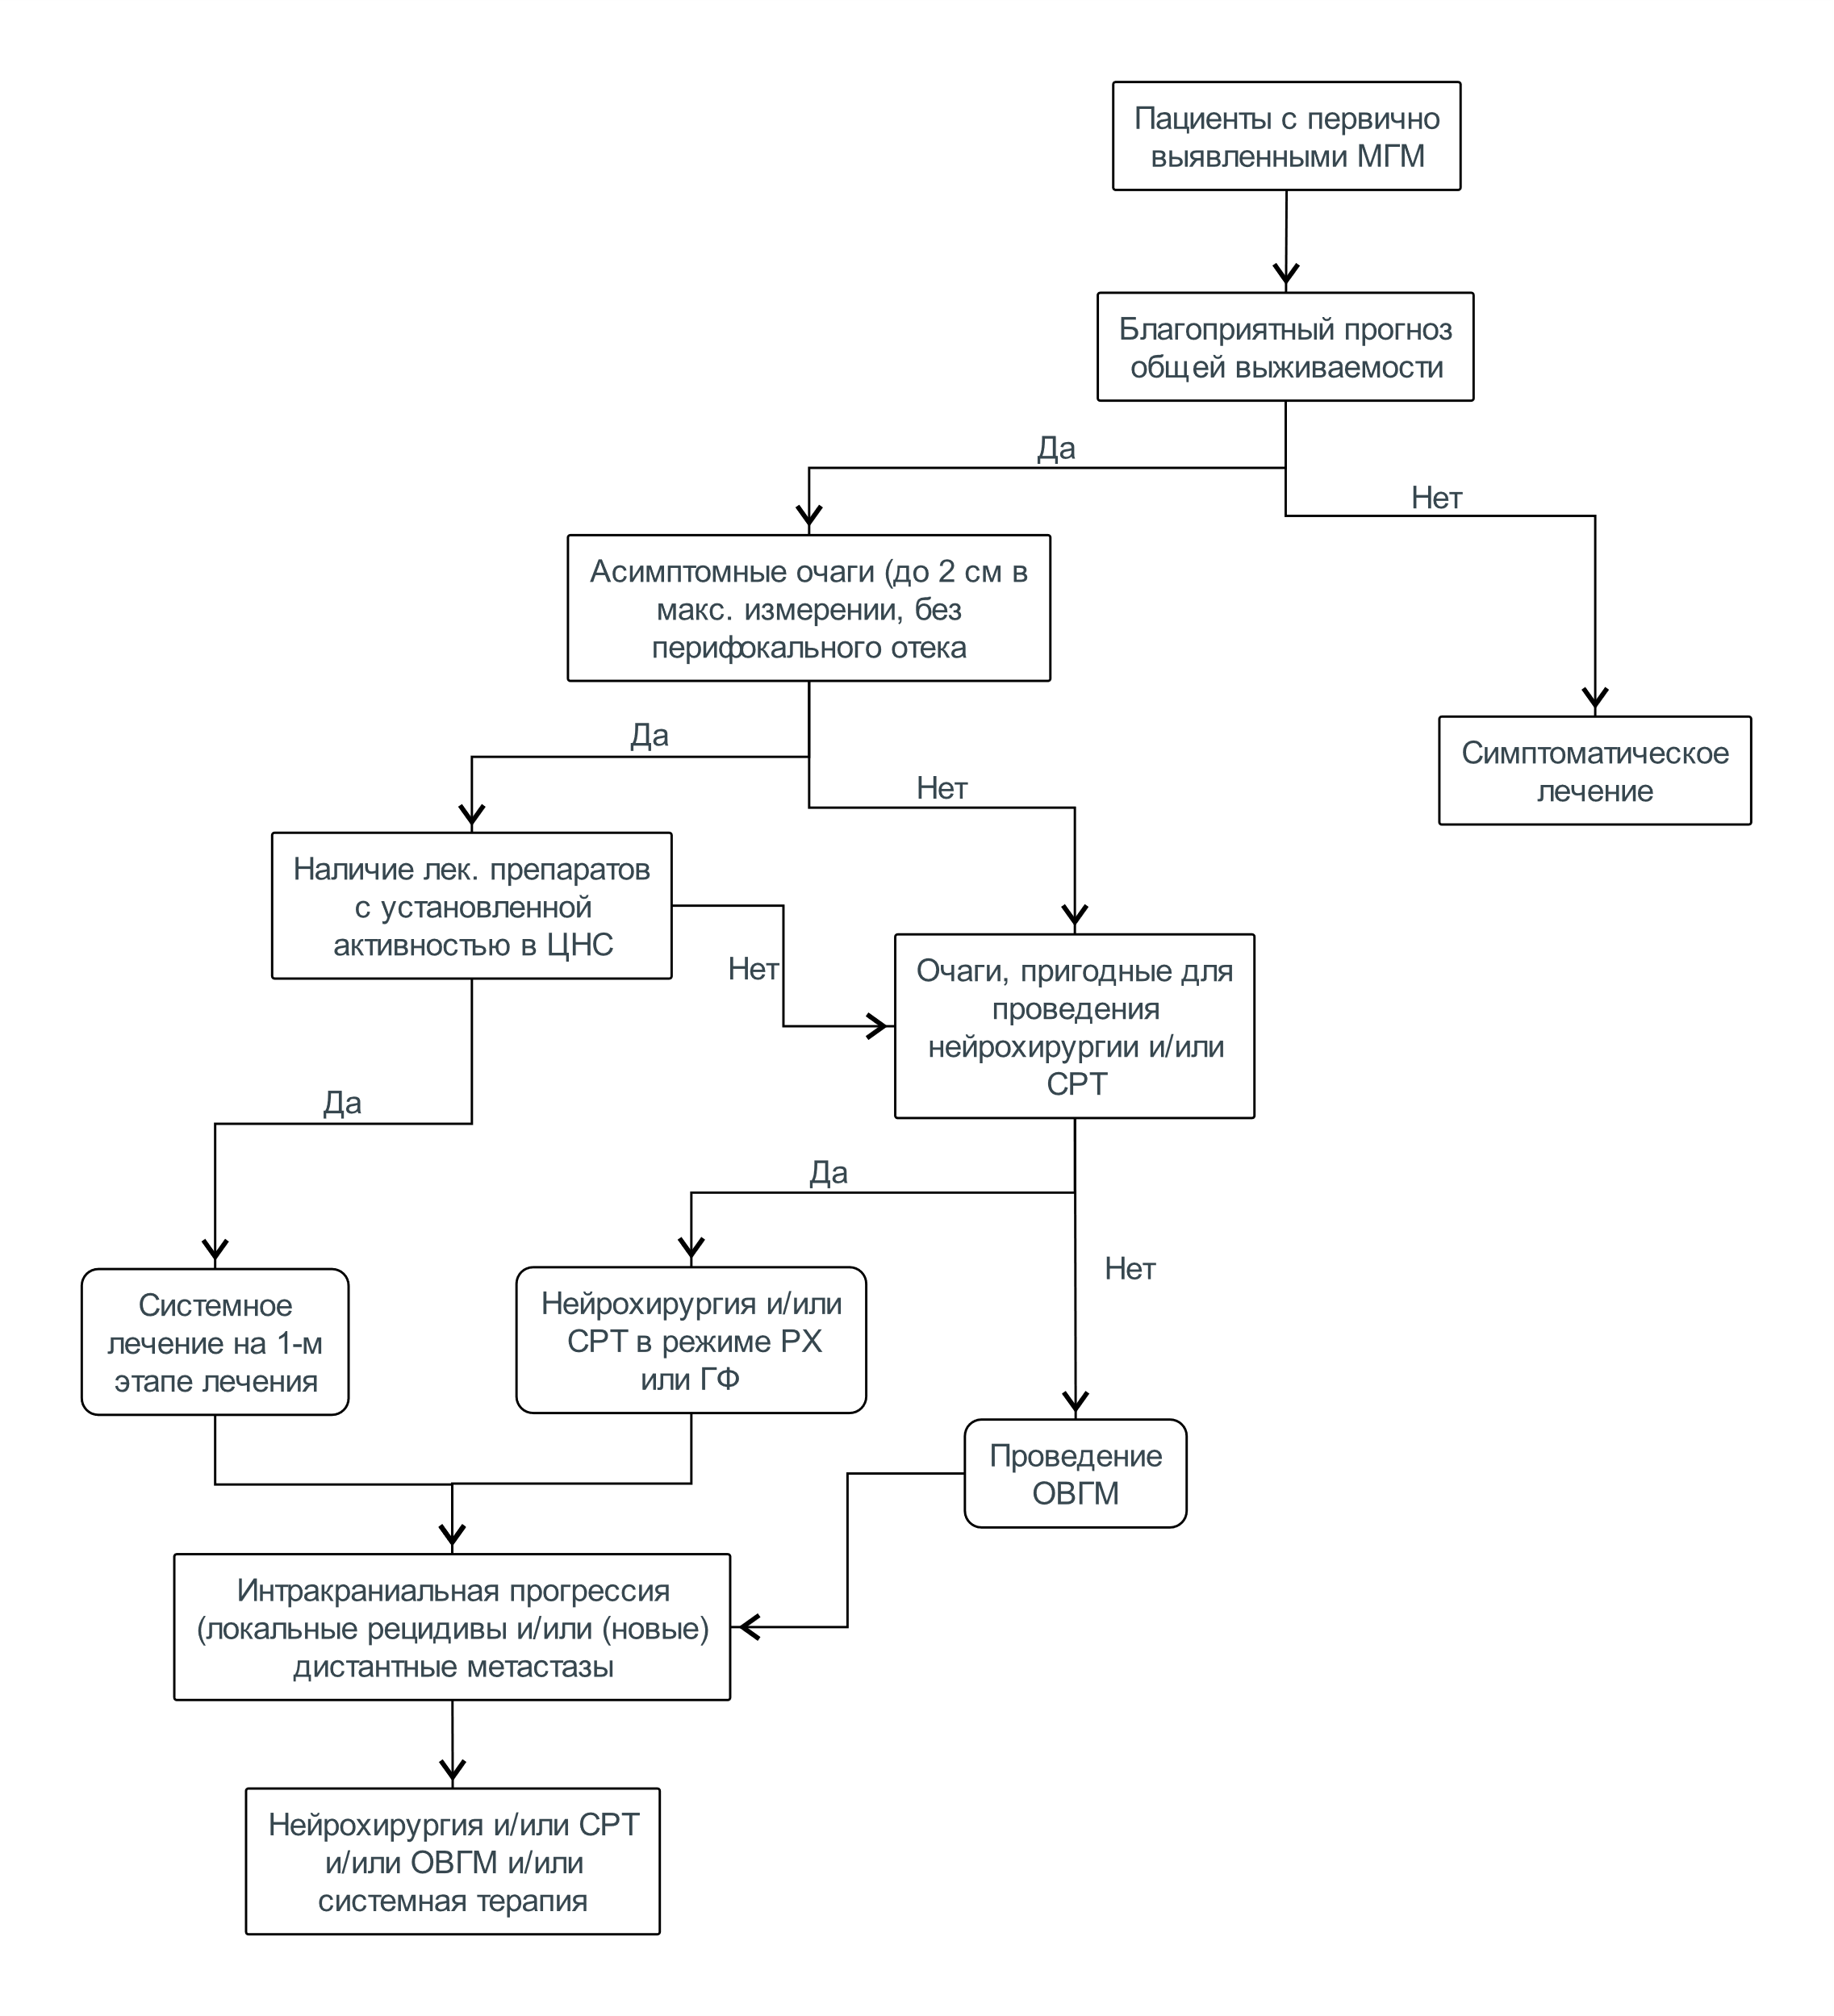 Пациенты с первично
выявленными МГМ
Благоприятный прогноз
общей выживаемости
Да
Нет
Асимптомные очаги (до 2 см в
макс. измерении, без
перифокального отека
Симптоматическое
лечение
Да
Нет
Наличие лек. препаратов
с установленной
активностью в ЦНС
Нет
Очаги, пригодные для
проведения
нейрохирургии и/или
СРТ
Да
Да
Нет
Системное
лечение на 1-м
этапе лечения
Нейрохирургия и/или
СРТ в режиме РХ
или ГФ
Проведение
ОВГМ
Интракраниальная прогрессия
(локальные рецидивы и/или (новые)
дистантные метастазы
Нейрохирургия и/или СРТ
и/или ОВГМ и/или
системная терапия